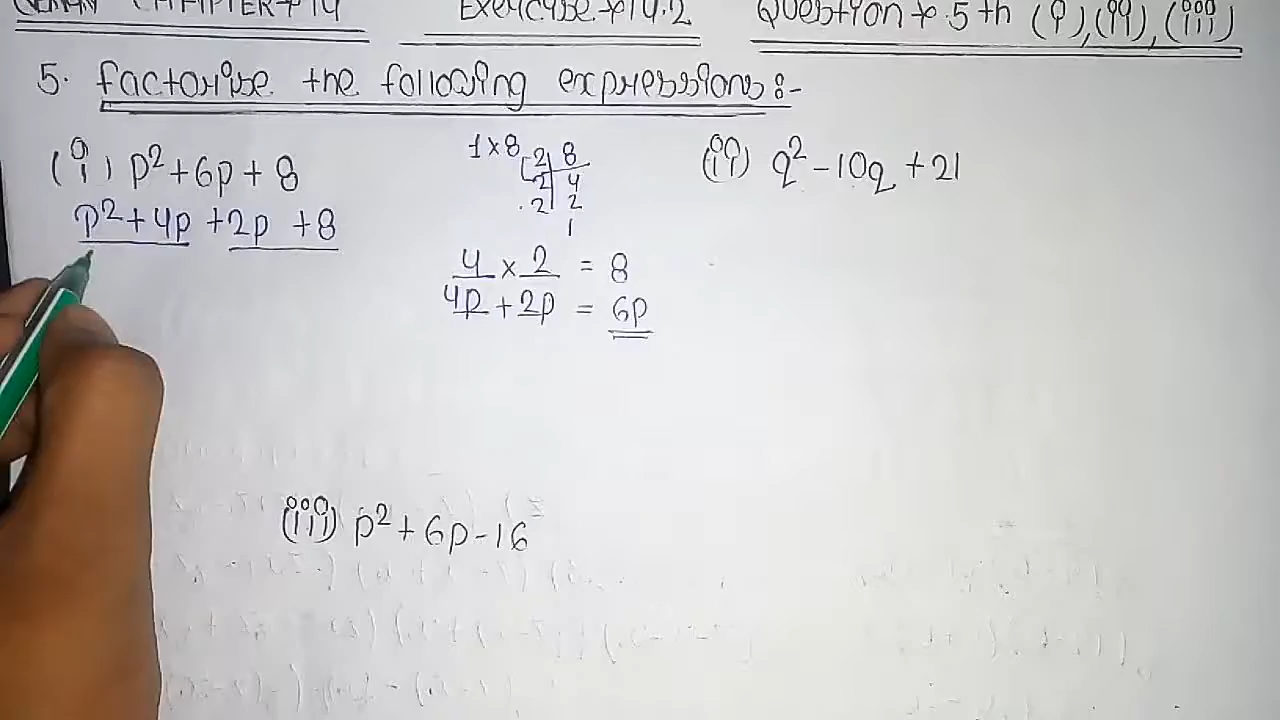 CHAPTER → 14 Exercise → 14.2 Question → 5th (i), (ii), (iii)
5. factorise the following expressions :-
(i) p² + 6p + 8
p² + 4p + 2p + 8
1 × 8
2 8
2 4
2 2
1
4 × 2 = 8
4p + 2p = 6p
(ii) q² - 10q + 21
(iii) p² + 6p - 16